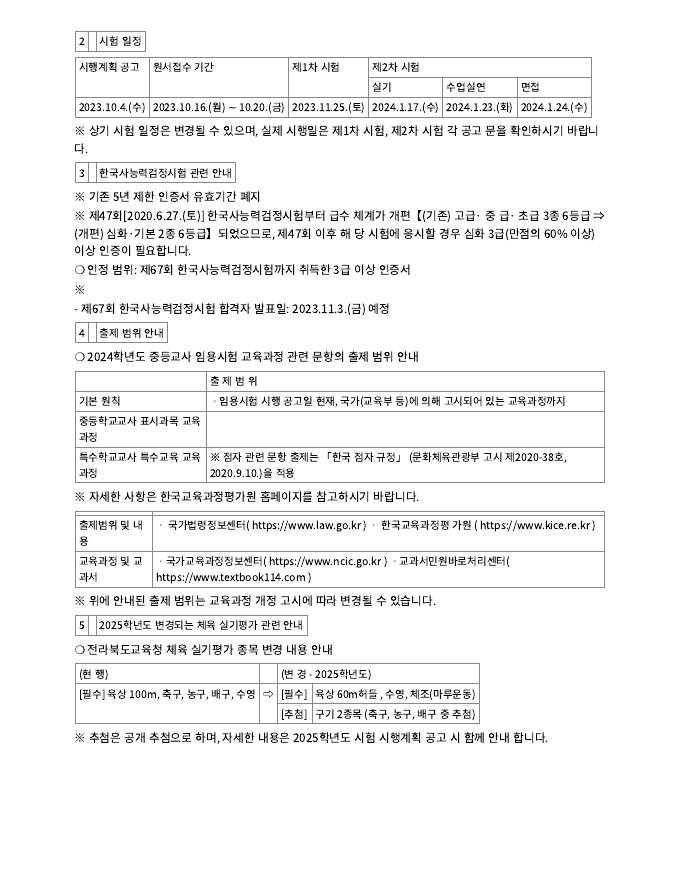 2 시험 일정
시행계획 공고 원서접수 기간 제1차 시험 제2차 시험
실기 수업실연 면접
2023.10.4.(수) 2023.10.16.(월) ~ 10.20.(금) 2023.11.25.(토) 2024.1.17.(수) 2024.1.23.(화) 2024.1.24.(수)
※ 상기 시험 일정은 변경될 수 있으며, 실제 시행일은 제1차 시험, 제2차 시험 각 공고 문을 확인하시기 바랍니
다.
3 한국사능력검정시험 관련 안내
※ 기존 5년 제한 인증서 유효기간 폐지
※ 제47회[2020.6.27.(토)] 한국사능력검정시험부터 급수 체계가 개편【(기존) 고급· 중 급· 초급 3종 6등급 ⇒
(개편) 심화·기본 2종 6등급】되었으므로, 제47회 이후 해 당 시험에 응시할 경우 심화 3급(만점의 60% 이상)
이상 인증이 필요합니다.
❍ 인정 범위: 제67회 한국사능력검정시험까지 취득한 3급 이상 인증서
※
- 제67회 한국사능력검정시험 합격자 발표일: 2023.11.3.(금) 예정
4 출제 범위 안내
❍ 2024학년도 중등교사 임용시험 교육과정 관련 문항의 출제 범위 안내
출 제 범 위
기본 원칙 ᆞ임용시험 시행 공고일 현재, 국가(교육부 등)에 의해 고시되어 있는 교육과정까지
중등학교교사 표시과목 교육
과정
특수학교교사 특수교육 교육
과정
※ 점자 관련 문항 출제는 「한국 점자 규정」 (문화체육관광부 고시 제2020-38호,
2020.9.10.)을 적용
※ 자세한 사항은 한국교육과정평가원 홈페이지를 참고하시기 바랍니다.
출제범위 및 내
용
ᆞ 국가법령정보센터( https://www.law.go.kr ) ᆞ 한국교육과정평 가원 ( https://www.kice.re.kr )
교육과정 및 교
과서
ᆞ국가교육과정정보센터( https://www.ncic.go.kr ) ᆞ교과서민원바로처리센터(
https://www.textbook114.com )
※ 위에 안내된 출제 범위는 교육과정 개정 고시에 따라 변경될 수 있습니다.
5 2025학년도 변경되는 체육 실기평가 관련 안내
❍ 전라북도교육청 체육 실기평가 종목 변경 내용 안내
(현 행) (변 경 - 2025학년도)
[필수] 육상 100m, 축구, 농구, 배구, 수영 ⇨ [필수] 육상 60m허들 , 수영, 체조(마루운동)
[추첨] 구기 2종목 (축구, 농구, 배구 중 추첨)
※ 추첨은 공개 추첨으로 하며, 자세한 내용은 2025학년도 시험 시행계획 공고 시 함께 안내 합니다.